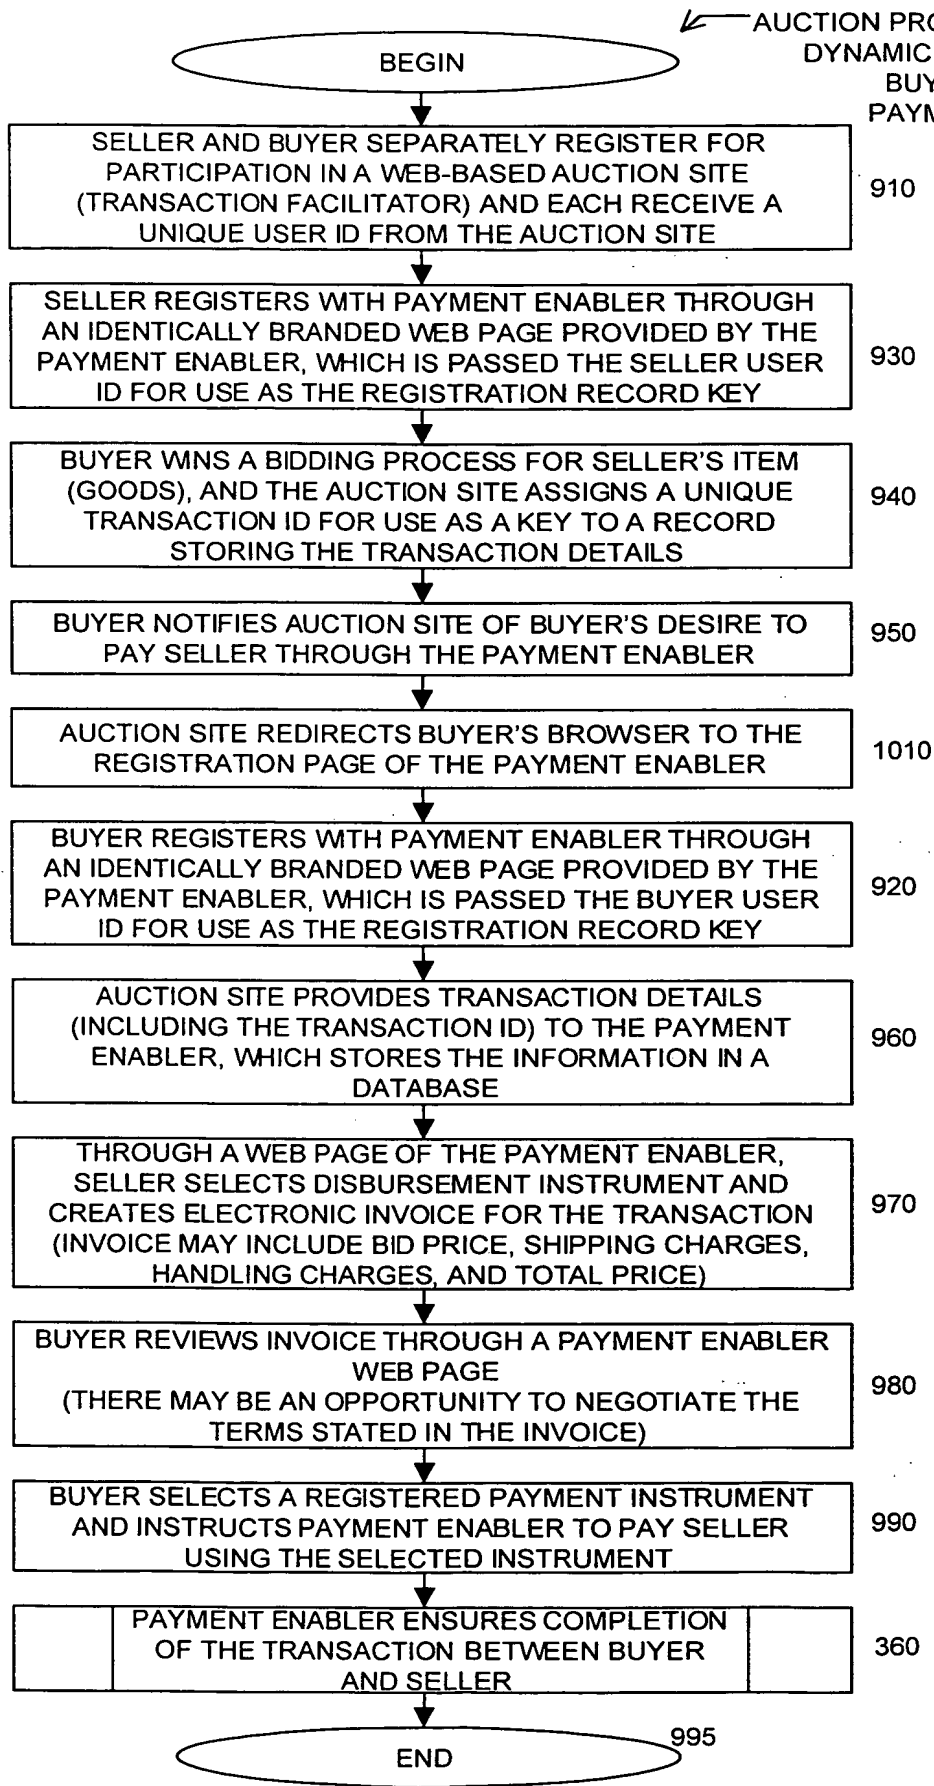 AUCTION
DYNAMIC
BEGIN
SELLER AND BUYER SEPARATELY REGISTER FOR
PARTICIPATION IN A WEB-BASED AUCTION SITE
(TRANSACTION FACILITATOR) AND EACH RECEIVE A
UNIQUE USER ID FROM THE AUCTION SITE
910
SELLER REGISTERS WITH PAYMENT ENABLER THROUGH
AN IDENTICALLY BRANDED WEB PAGE PROVIDED BY THE
PAYMENT ENABLER, WHICH IS PASSED THE SELLER USER
ID FOR USE AS THE REGISTRATION RECORD KEY
930
BUYER WINS A BIDDING PROCESS FOR SELLER'S ITEM
(GOODS), AND THE AUCTION SITE ASSIGNS A UNIQUE
TRANSACTION ID FOR USE AS A KEY TO A RECORD
STORING THE TRANSACTION DETAILS
940
BUYER NOTIFIES AUCTION SITE OF BUYER'S DESIRE TO
PAY SELLER THROUGH THE PAYMENT ENABLER
950
AUCTION SITE REDIRECTS BUYER'S BROWSER TO THE
REGISTRATION PAGE OF THE PAYMENT ENABLER
1010
BUYER REGISTERS WITH PAYMENT ENABLER THROUGH
AN IDENTICALLY BRANDED WEB PAGE PROVIDED BY THE
PAYMENT ENABLER, WHICH IS PASSED THE BUYER USER
ID FOR USE AS THE REGISTRATION RECORD KEY
920
AUCTION SITE PROVIDES TRANSACTION DETAILS
(INCLUDING THE TRANSACTION ID) TO THE PAYMENT
ENABLER, WHICH STORES THE INFORMATION IN A
DATABASE
960
THROUGH A WEB PAGE OF THE PAYMENT ENABLER,
SELLER SELECTS DISBURSEMENT INSTRUMENT AND
CREATES ELECTRONIC INVOICE FOR THE TRANSACTION
(INVOICE MAY INCLUDE BID PRICE, SHIPPING CHARGES,
HANDLING CHARGES, AND TOTAL PRICE)
970
BUYER REVIEWS INVOICE THROUGH A PAYMENT ENABLER
WEB PAGE
(THERE MAY BE AN OPPORTUNITY TO NEGOTIATE THE
TERMS STATED IN THE INVOICE)
980
BUYER SELECTS A REGISTERED PAYMENT INSTRUMENT
AND INSTRUCTS PAYMENT ENABLER TO PAY SELLER
USING THE SELECTED INSTRUMENT
990
PAYMENT ENABLER ENSURES COMPLETION
OF THE TRANSACTION BETWEEN BUYER
AND SELLER
360
END
995